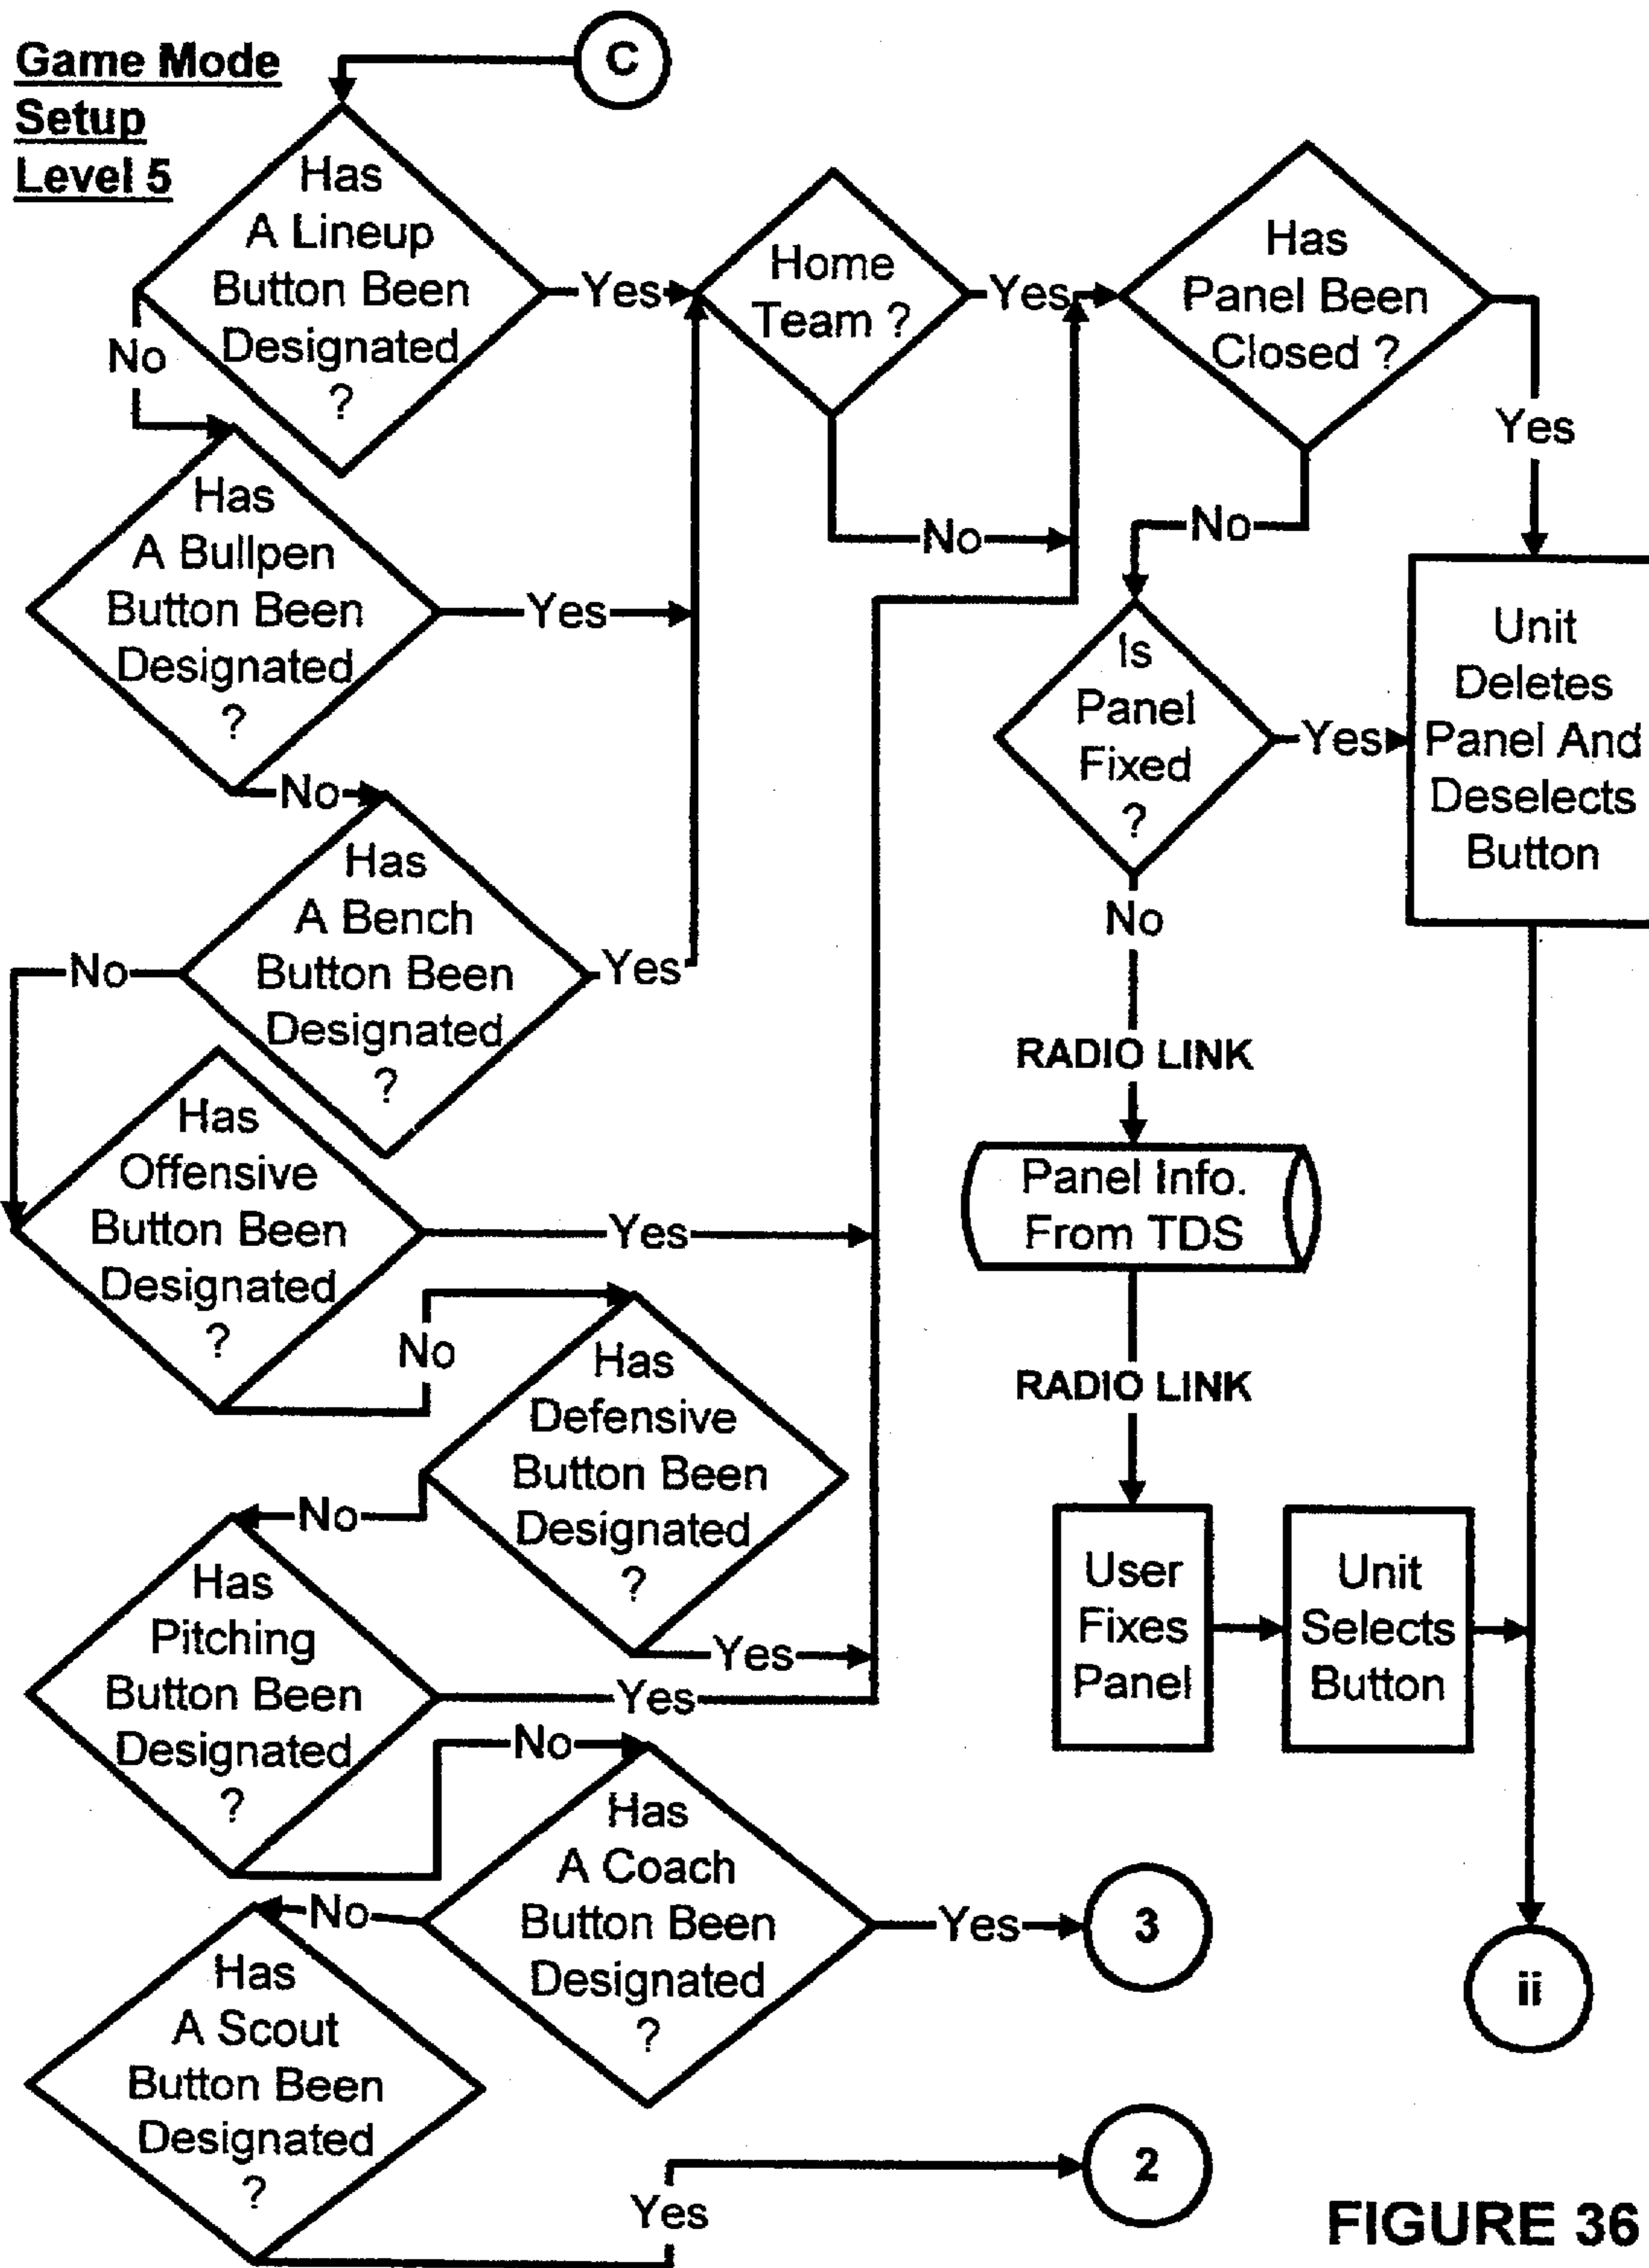 Game Mode
Setup
Level 5
C
Has
A Lineup
Button Been
Designated
?
Yes
No
Home
Team ?
Yes
No
Has
Panel Been
Closed ?
Yes
No
Has
A Bullpen
Button Been
Designated
?
Yes
No
Is
Panel
Fixed
?
Yes
No
Unit
Deletes
Panel And
Deselects
Button
Has
A Bench
Button Been
Designated
?
Yes
No
RADIO LINK
Panel Info.
From TDS
RADIO LINK
Has
Offensive
Button Been
Designated
?
Yes
No
Has
Defensive
Button Been
Designated
?
No
Yes
User
Fixes
Panel
Unit
Selects
Button
Has
Pitching
Button Been
Designated
?
Yes
No
Has
A Coach
Button Been
Designated
?
Yes
3
No
ii
Has
A Scout
Button Been
Designated
?
Yes
2
FIGURE 36